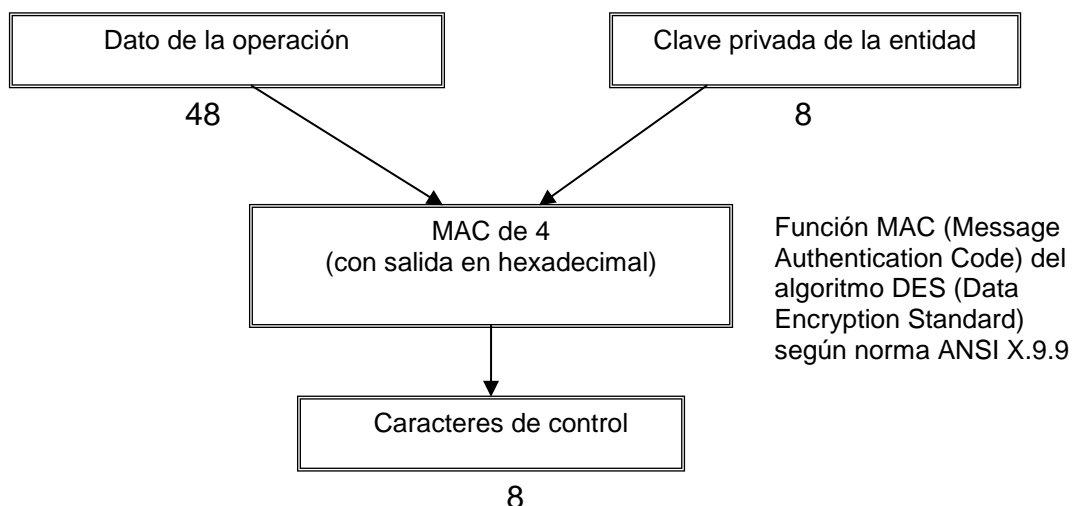 Dato de la operación
Clave privada de la entidad
48
8
MAC de 4
(con salida en hexadecimal)
Función MAC (Message
Authentication Code) del
algoritmo DES (Data
Encryption Standard)
según norma ANSI X.9.9
Caracteres de control
8